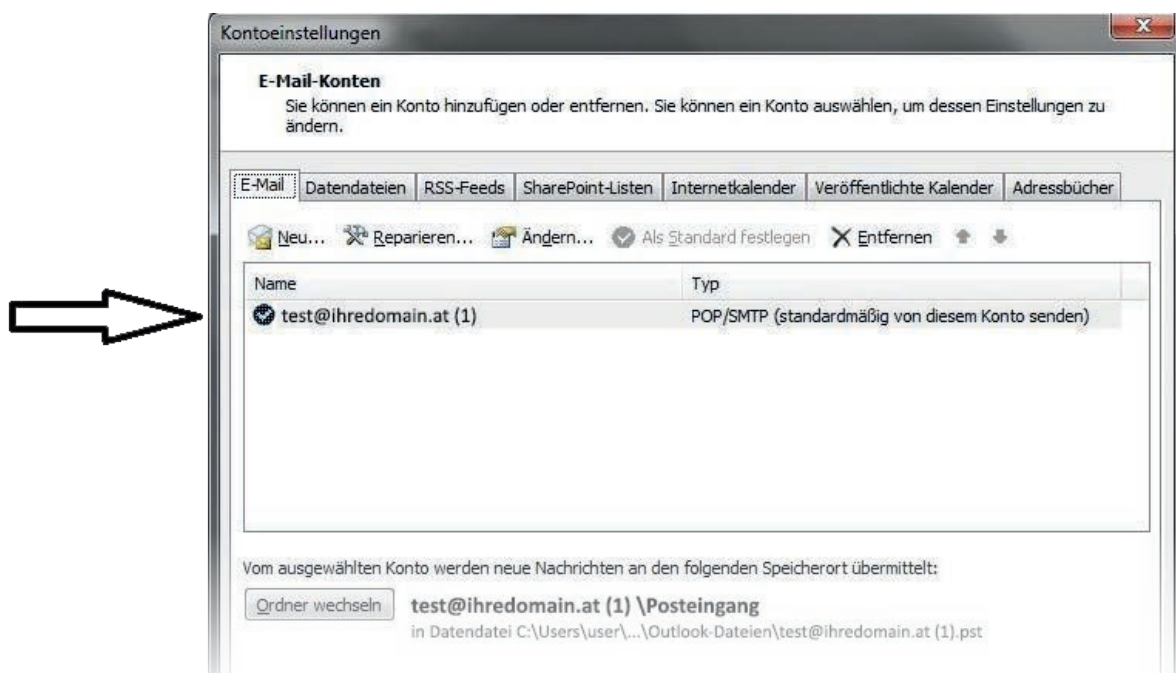 Kontoeinstellungen
E-Mail-Konten
Sie können ein Konto hinzufügen oder entfernen. Sie können ein Konto auswählen, um dessen Einstellungen zu
ändern.
E-Mail Datendateien RSS-Feeds SharePoint-Listen Internetkalender Veröffentlichte Kalender Adressbücher
Neu... Reparieren... Ändern... Als Standard festlegen Entfernen
Name Typ
test@ihredomain.at (1) POP/SMTP (standardmäßig von diesem Konto senden)
Vom ausgewählten Konto werden neue Nachrichten an den folgenden Speicherort übermittelt:
Ordner wechseln test@ihredomain.at (1) \Posteingang
in Datendatei C:\Users\user\...\Outlook-Dateien\test@ihredomain.at (1).pst